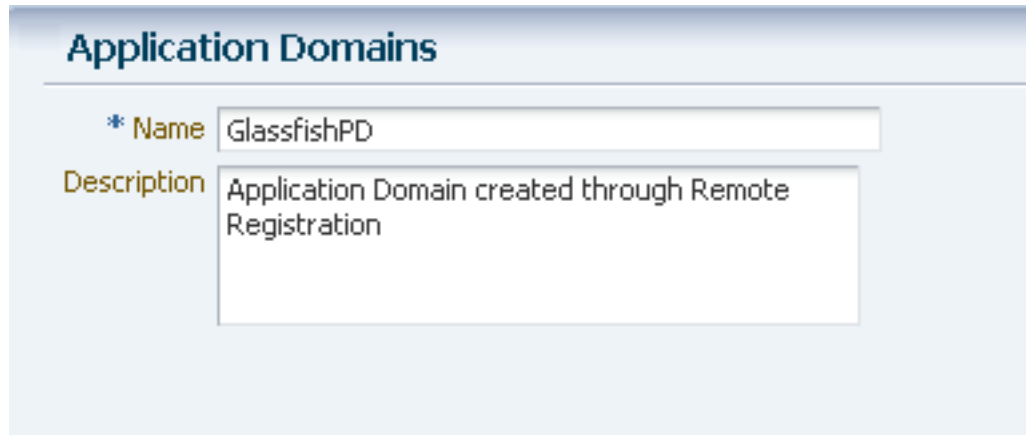 Application Domains
* Name GlassfishPD
Description Application Domain created through Remote
Registration